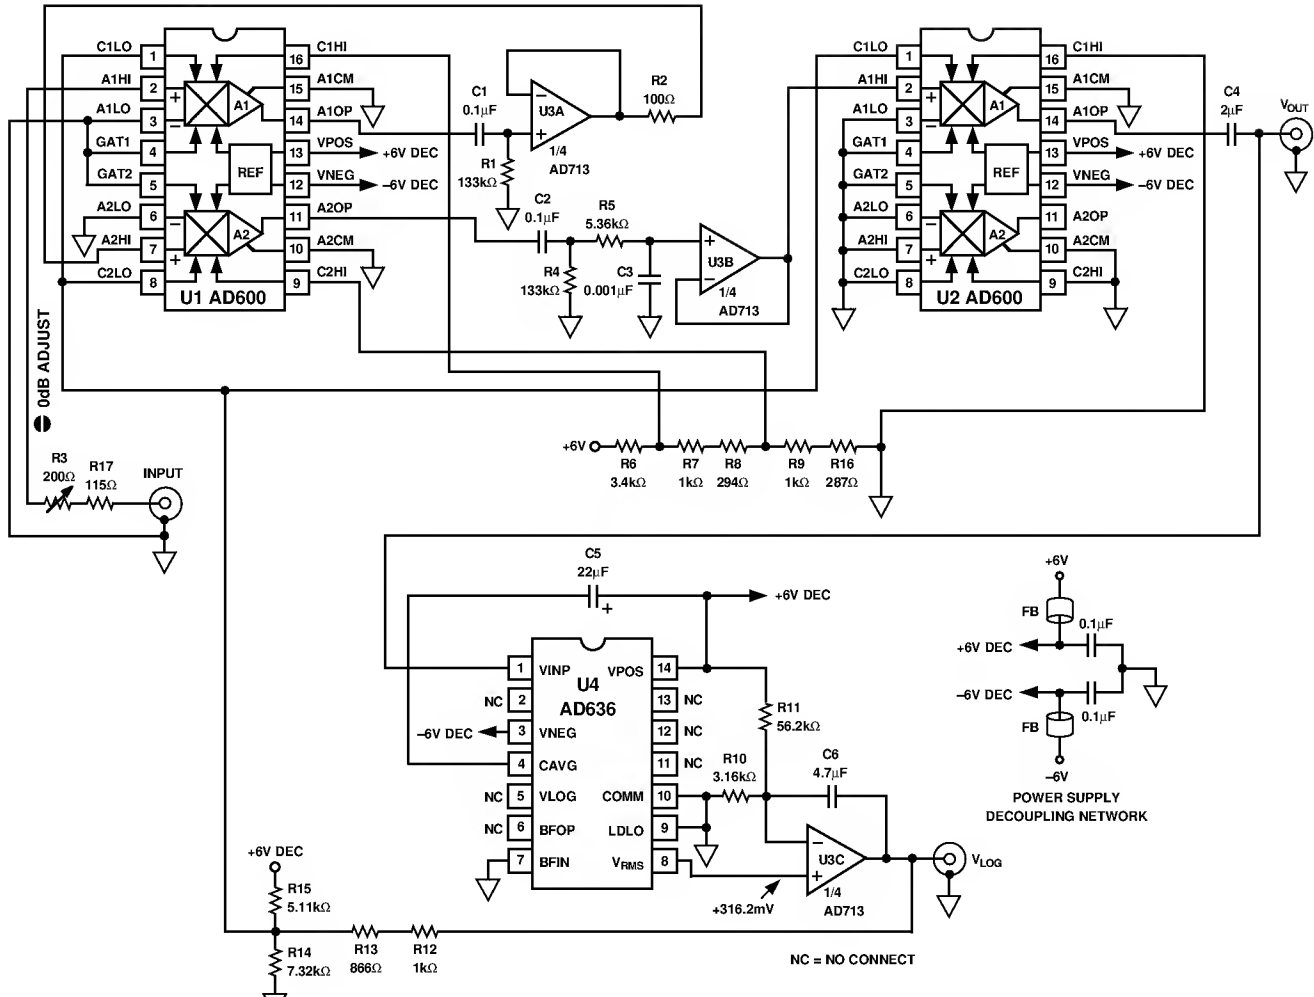 C1LO 1
A1HI 2
A1LO 3
GAT1 4
GAT2 5
A2LO 6
A2HI 7
C2LO 8
+
–
–
+
A1
REF
A2
16 C1HI
15 A1CM
14 A1OP
13 VPOS
12 VNEG
11 A2OP
10 A2CM
9 C2HI
U1 AD600
+6V DEC
–6V DEC
C1
0.1µF
R1
133kΩ
–
+
U3A
1/4
AD713
R2
100Ω
C2
0.1µF
R5
5.36kΩ
R4
133kΩ
C3
0.001µF
+
–
U3B
1/4
AD713
C1LO 1
A1HI 2
A1LO 3
GAT1 4
GAT2 5
A2LO 6
A2HI 7
C2LO 8
+
–
–
+
A1
REF
A2
16 C1HI
15 A1CM
14 A1OP
13 VPOS
12 VNEG
11 A2OP
10 A2CM
9 C2HI
U2 AD600
+6V DEC
–6V DEC
C4
2µF
VOUT
0dB ADJUST
R3
200Ω
R17
115Ω
INPUT
+6V
R6
3.4kΩ
R7
1kΩ
R8
294Ω
R9
1kΩ
R16
287Ω
C5
22µF
+
+6V DEC
1 VINP
NC 2
–6V DEC 3 VNEG
4 CAVG
NC 5 VLOG
NC 6 BFOP
7 BFIN
U4
AD636
VPOS 14
13 NC
12 NC
11 NC
COMM 10
LDLO 9
VRMS 8
R11
56.2kΩ
R10
3.16kΩ
C6
4.7µF
–
+
U3C
1/4
AD713
+316.2mV
VLOG
+6V
FB
0.1µF
+6V DEC
–6V DEC
0.1µF
FB
–6V
POWER SUPPLY
DECOUPLING NETWORK
+6V DEC
R15
5.11kΩ
R14
7.32kΩ
R13
866Ω
R12
1kΩ
NC = NO CONNECT